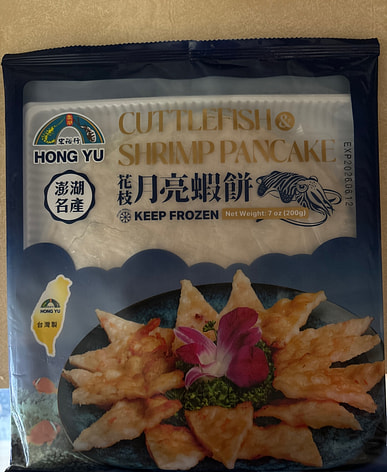 宏裕行
HONG YU
CUTTLEFISH &
SHRIMP PANCAKE
澎湖
名產
花枝
月亮蝦餅
KEEP FROZEN
Net Weight: 7 oz (200g)
EXP20260812
HONG YU
台灣製